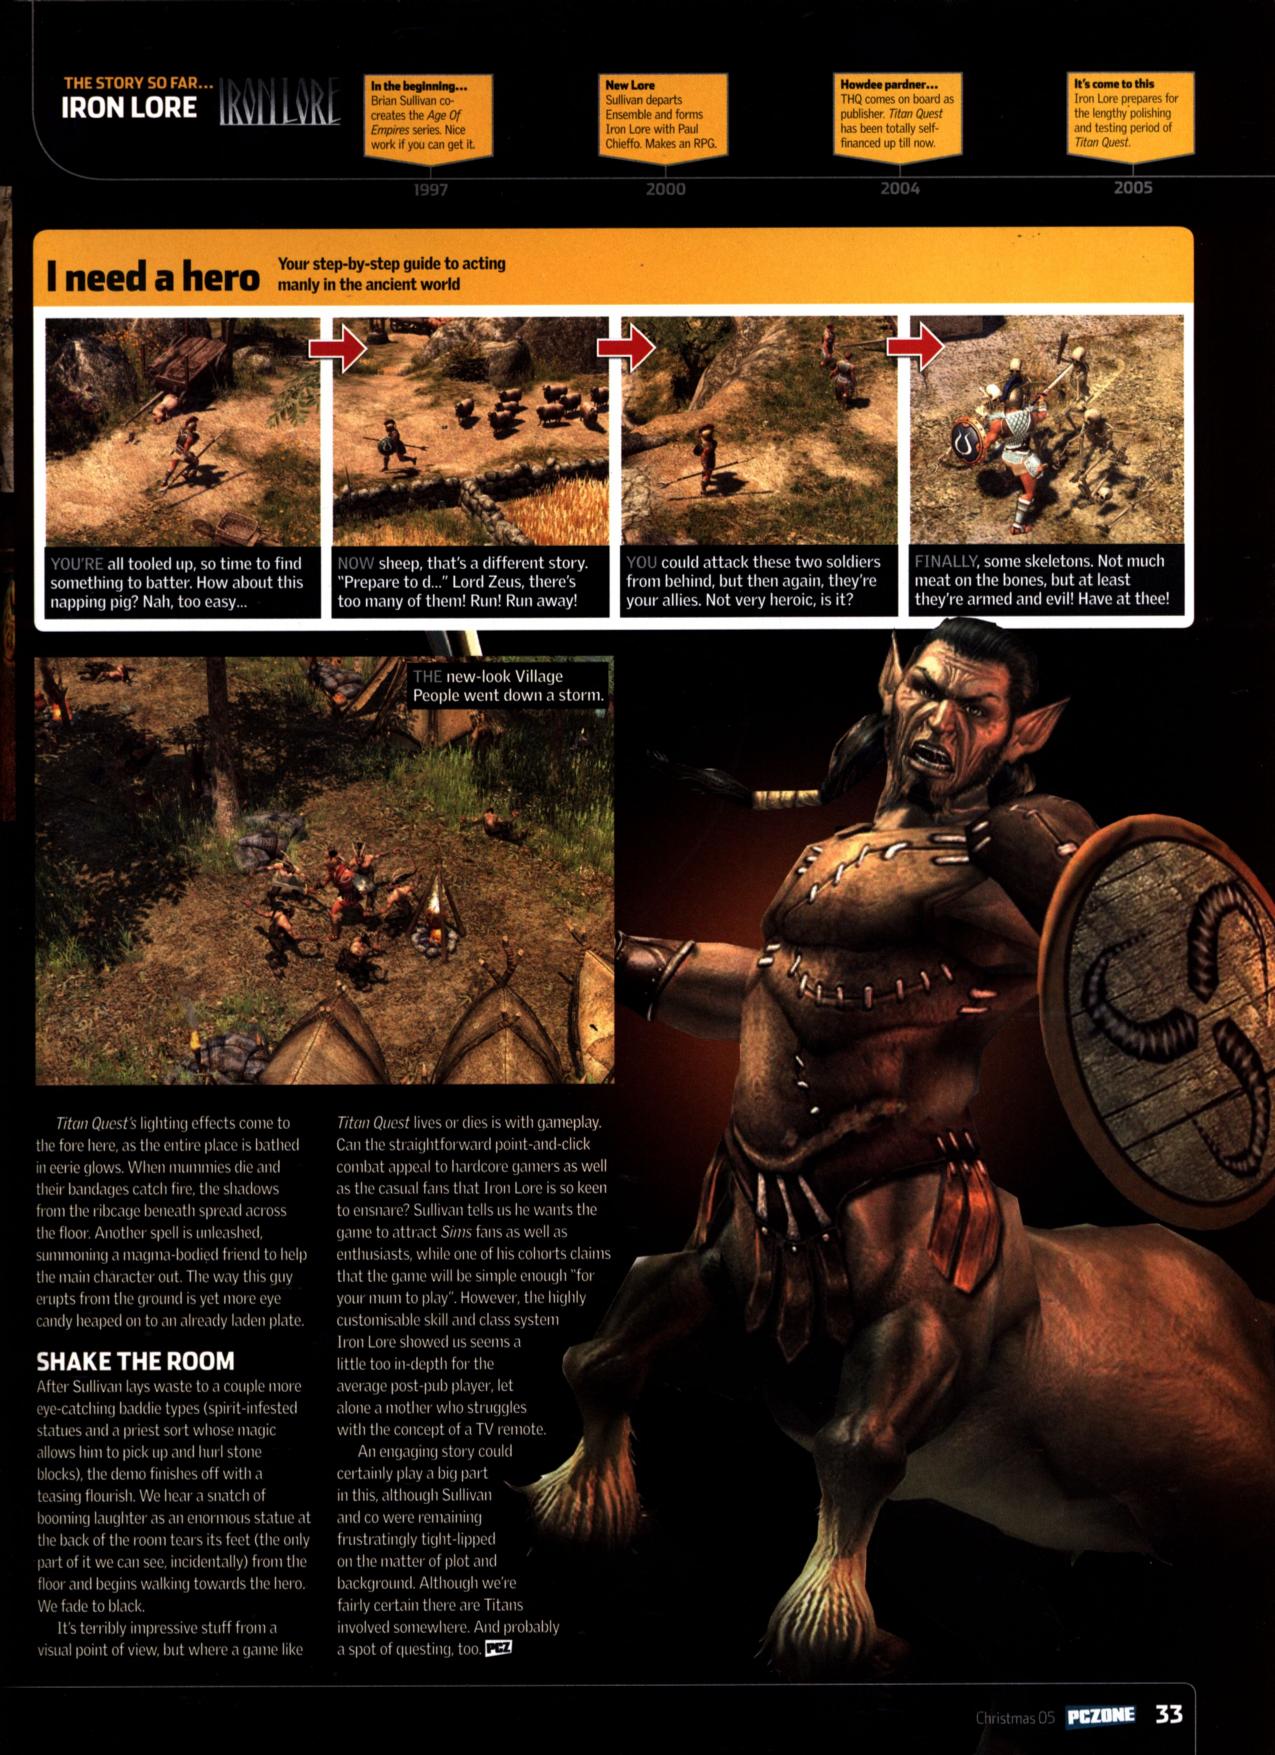 THE STORY SO FAR...
IRON LORE
IRON LORE
In the beginning...
Brian Sullivan co-
creates the Age Of
Empires series. Nice
work if you can get it.
1997
New Lore
Sullivan departs
Ensemble and forms
Iron Lore with Paul
Chieffo. Makes an RPG.
2000
Howdee pardner...
THQ comes on board as
publisher. Titan Quest
has been totally self-
financed up till now.
2004
It's come to this
Iron Lore prepares for
the lengthy polishing
and testing period of
Titan Quest.
2005
I need a hero
Your step-by-step guide to acting
manly in the ancient world
YOU'RE all tooled up, so time to find
something to batter. How about this
napping pig? Nah, too easy...
NOW sheep, that's a different story.
"Prepare to d..." Lord Zeus, there's
too many of them! Run! Run away!
YOU could attack these two soldiers
from behind, but then again, they're
your allies. Not very heroic, is it?
FINALLY, some skeletons. Not much
meat on the bones, but at least
they're armed and evil! Have at thee!
THE new-look Village
People went down a storm.
Titan Quest's lighting effects come to
the fore here, as the entire place is bathed
in eerie glows. When mummies die and
their bandages catch fire, the shadows
from the ribcage beneath spread across
the floor. Another spell is unleashed,
summoning a magma-bodied friend to help
the main character out. The way this guy
erupts from the ground is yet more eye
candy heaped on to an already laden plate.
SHAKE THE ROOM
After Sullivan lays waste to a couple more
eye-catching baddie types (spirit-infested
statues and a priest sort whose magic
allows him to pick up and hurl stone
blocks), the demo finishes off with a
teasing flourish. We hear a snatch of
booming laughter as an enormous statue at
the back of the room tears its feet (the only
part of it we can see, incidentally) from the
floor and begins walking towards the hero.
We fade to black.
It's terribly impressive stuff from a
visual point of view, but where a game like
Titan Quest lives or dies is with gameplay.
Can the straightforward point-and-click
combat appeal to hardcore gamers as well
as the casual fans that Iron Lore is so keen
to ensnare? Sullivan tells us he wants the
game to attract Sims fans as well as
enthusiasts, while one of his cohorts claims
that the game will be simple enough "for
your mum to play". However, the highly
customisable skill and class system
Iron Lore showed us seems a
little too in-depth for the
average post-pub player, let
alone a mother who struggles
with the concept of a TV remote.
An engaging story could
certainly play a big part
in this, although Sullivan
and co were remaining
frustratingly tight-lipped
on the matter of plot and
background. Although we're
fairly certain there are Titans
involved somewhere. And probably
a spot of questing, too. PCZ
Christmas 05 PCZONE 33